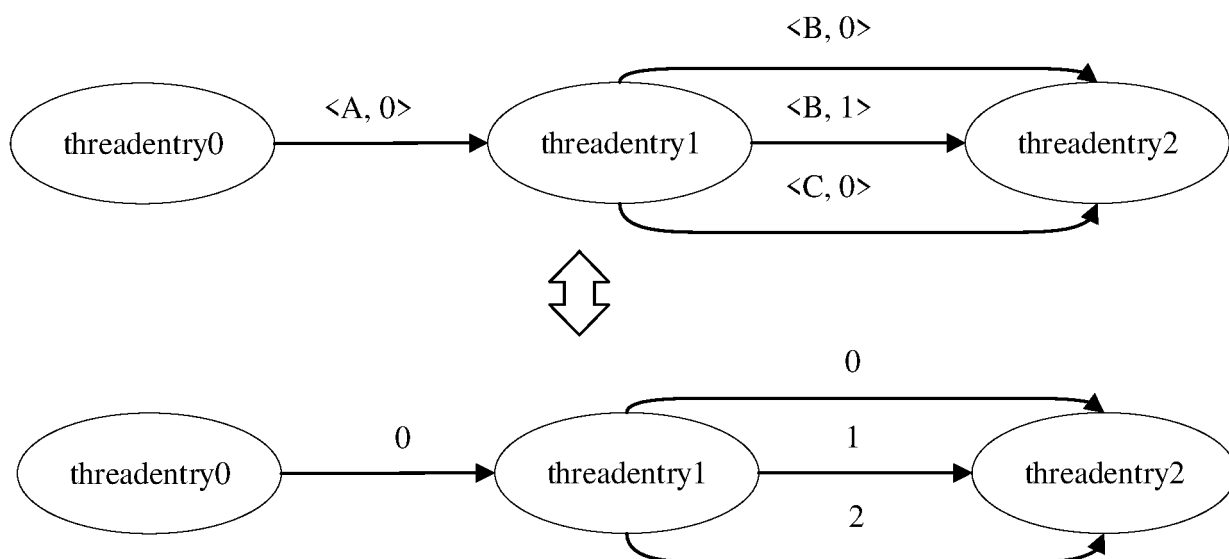 <B, 0>
<A, 0>
<B, 1>
threadentry0
threadentry1
threadentry2
<C, 0>
0
0
1
threadentry0
threadentry1
threadentry2
2